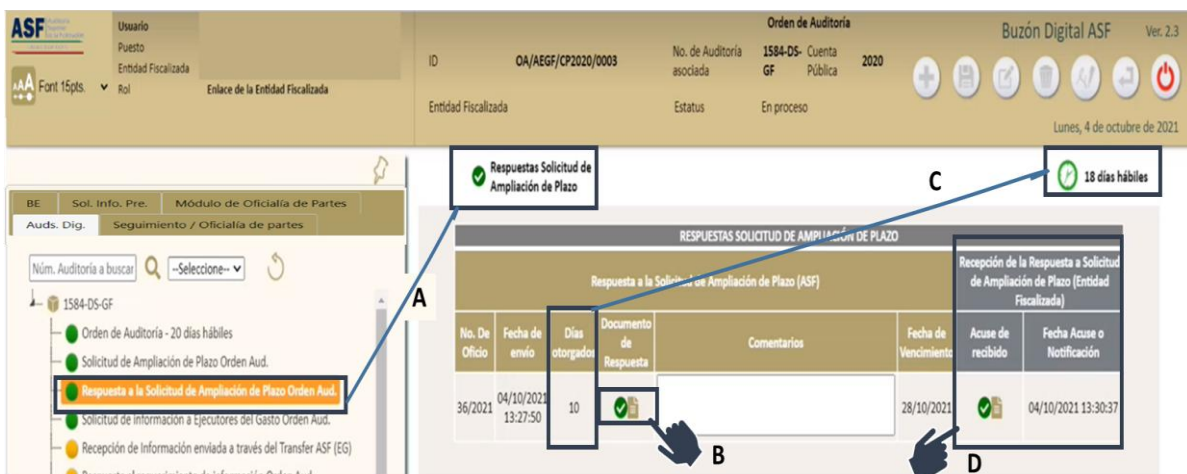 ASF
Usuario
Puesto
Entidad Fiscalizada
Rol
Enlace de la Entidad Fiscalizada
AAA Font 15pts.
Orden de Auditoría
ID
OA/AEGF/CP2020/0003
No. de Auditoría
asociada
1584-DS-
GF
Cuenta
Pública
2020
Entidad Fiscalizada
Estatus
En proceso
Buzón Digital ASF
Ver. 2.3
Lunes, 4 de octubre de 2021
BE
Sol. Info. Pre.
Módulo de Oficialía de Partes
Auds. Dig.
Seguimiento / Oficialía de partes
Núm. Auditoría a buscar
--Seleccione--
1584-DS-GF
Orden de Auditoría - 20 días hábiles
Solicitud de Ampliación de Plazo Orden Aud.
Respuesta a la Solicitud de Ampliación de Plazo Orden Aud.
Solicitud de información a Ejecutores del Gasto Orden Aud.
Recepción de Información enviada a través del Transfer ASF (EG)
A
Respuestas Solicitud de
Ampliación de Plazo
C
18 días hábiles
RESPUESTAS SOLICITUD DE AMPLIACIÓN DE PLAZO
Respuesta a la Solicitud de Ampliación de Plazo (ASF)
Recepción de la Respuesta a Solicitud
de Ampliación de Plazo (Entidad
Fiscalizada)
No. De
Oficio
Fecha de
envío
Días
otorgados
Documento
de
Respuesta
Comentarios
Fecha de
Vencimiento
Acuse de
recibido
Fecha Acuse o
Notificación
36/2021
04/10/2021
13:27:50
10
28/10/2021
04/10/2021 13:30:37
B
D